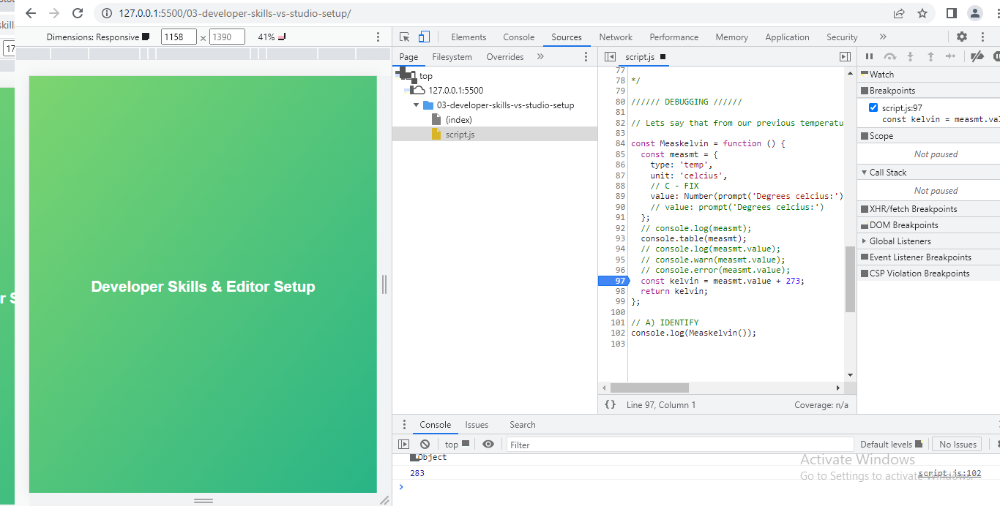 skill
17
r S
127.0.0.1:5500/03-developer-skills-vs-studio-setup/
Dimensions: Responsive 1158 × 1390 41%
Developer Skills & Editor Setup
Elements Console Sources Network Performance Memory Application Security »
Page Filesystem Overrides »
top
127.0.0.1:5500
03-developer-skills-vs-studio-setup
(index)
script.js
script.js
77
78 */
79
80 ////// DEBUGGING //////
81
82 // Lets say that from our previous temperatu
83
84 const Measkelvin = function () {
85 const measmt = {
86 type: 'temp',
87 unit: 'celcius',
88 // C - FIX
89 value: Number(prompt('Degrees celcius:')
90 // value: prompt('Degrees celcius:')
91 };
92 // console.log(measmt);
93 console.table(measmt);
94 // console.log(measmt.value);
95 // console.warn(measmt.value);
96 // console.error(measmt.value);
97 const kelvin = measmt.value + 273;
98 return kelvin;
99 };
100
101 // A) IDENTIFY
102 console.log(Measkelvin());
103
{} Line 97, Column 1 Coverage: n/a
Watch
Breakpoints
script.js:97
const kelvin = measmt.val
Scope
Not paused
Call Stack
Not paused
XHR/fetch Breakpoints
DOM Breakpoints
Global Listeners
Event Listener Breakpoints
CSP Violation Breakpoints
Console Issues Search
top Filter Default levels No Issues
Object
283 script.js:102
Activate Windows
Go to Settings to activate Windows.